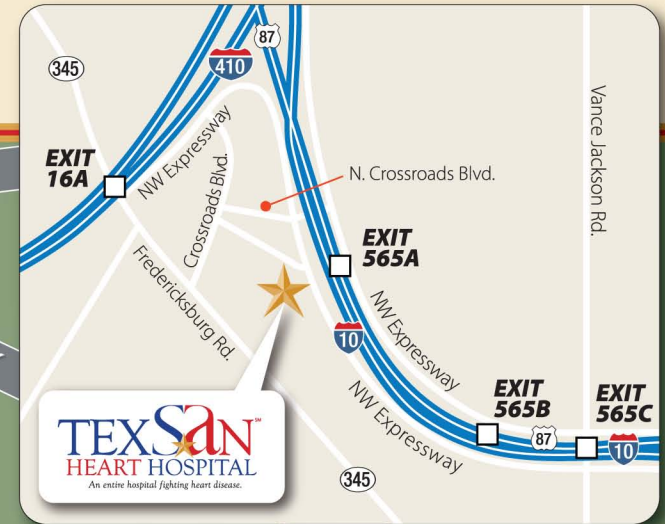 87
345
410
EXIT
16A
NW Expressway
Crossroads Blvd.
N. Crossroads Blvd.
Vance Jackson Rd.
EXIT
565A
Fredericksburg Rd.
NW Expressway
10
NW Expressway
EXIT
565B
EXIT
565C
87
10
345
TEXSAN™
HEART HOSPITAL
An entire hospital fighting heart disease.